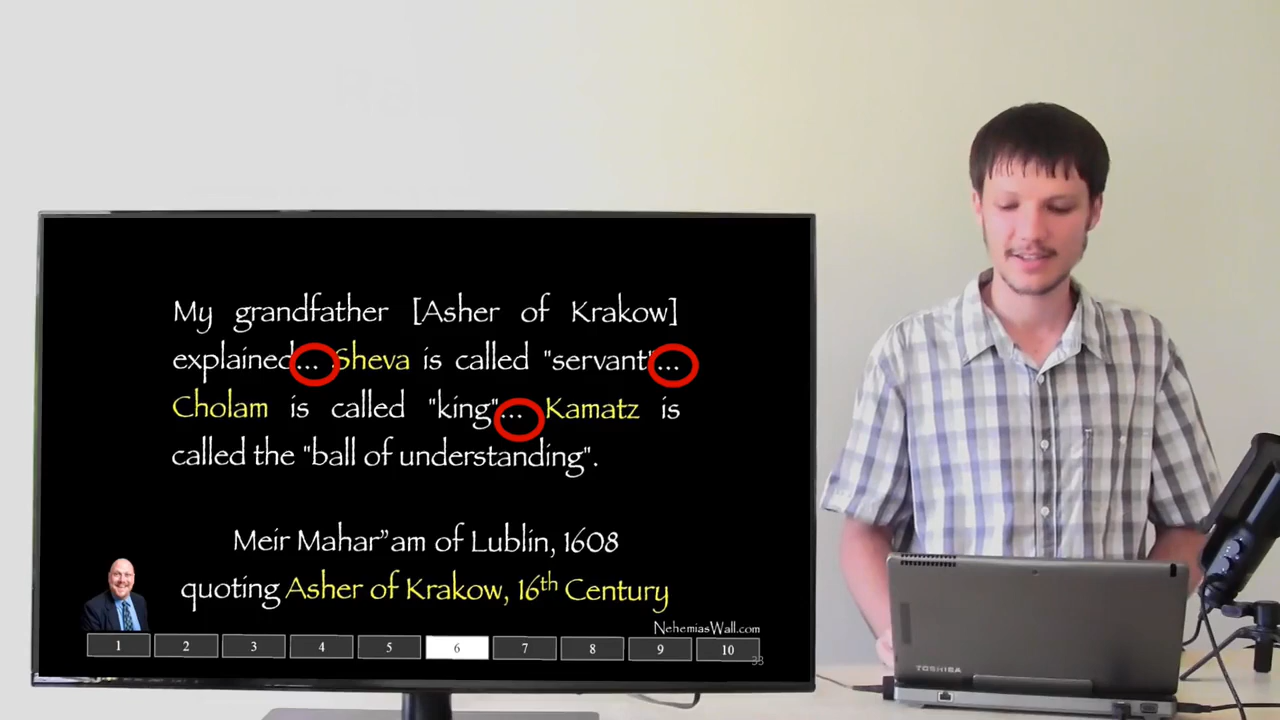 My grandfather [Asher of Krakow]
explained... Sheva is called "servant"...
Cholam is called "king"... Kamatz is
called the "ball of understanding".
Meir Mahar”am of Lublin, 1608
quoting Asher of Krakow, 16th Century
NehemiasWall.com
1 2 3 4 5 6 7 8 9 10
33
TOSHIBA